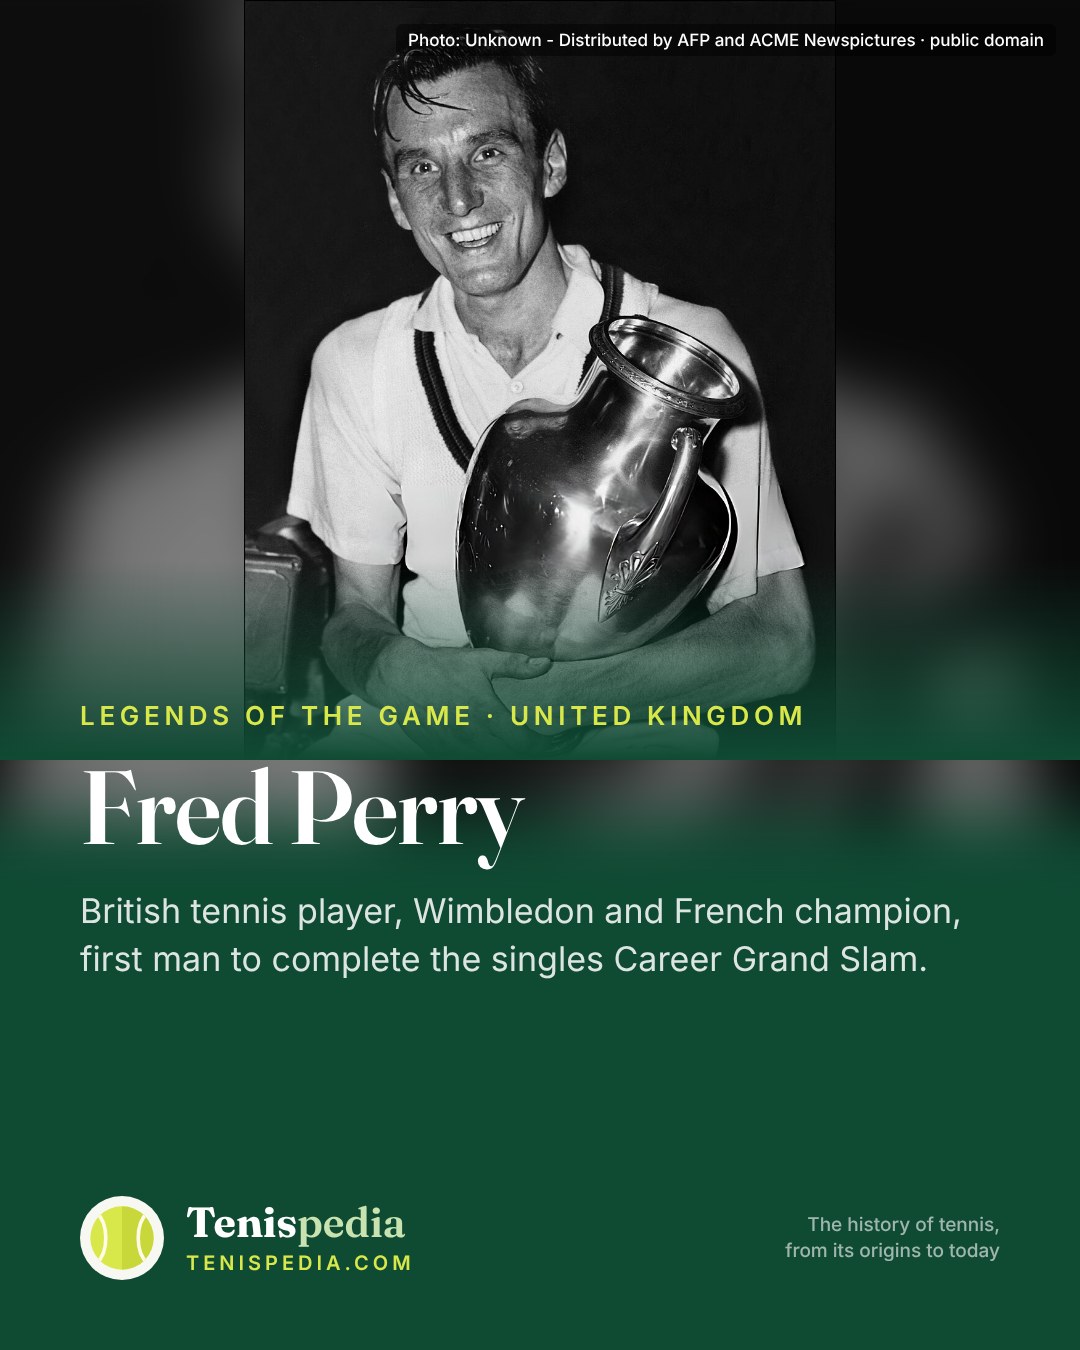 Photo: Unknown - Distributed by AFP and ACME Newspictures · public domain
LEGENDS OF THE GAME · UNITED KINGDOM
Fred Perry
British tennis player, Wimbledon and French champion,
first man to complete the singles Career Grand Slam.
Tenispedia
TENISPEDIA.COM
The history of tennis,
from its origins to today